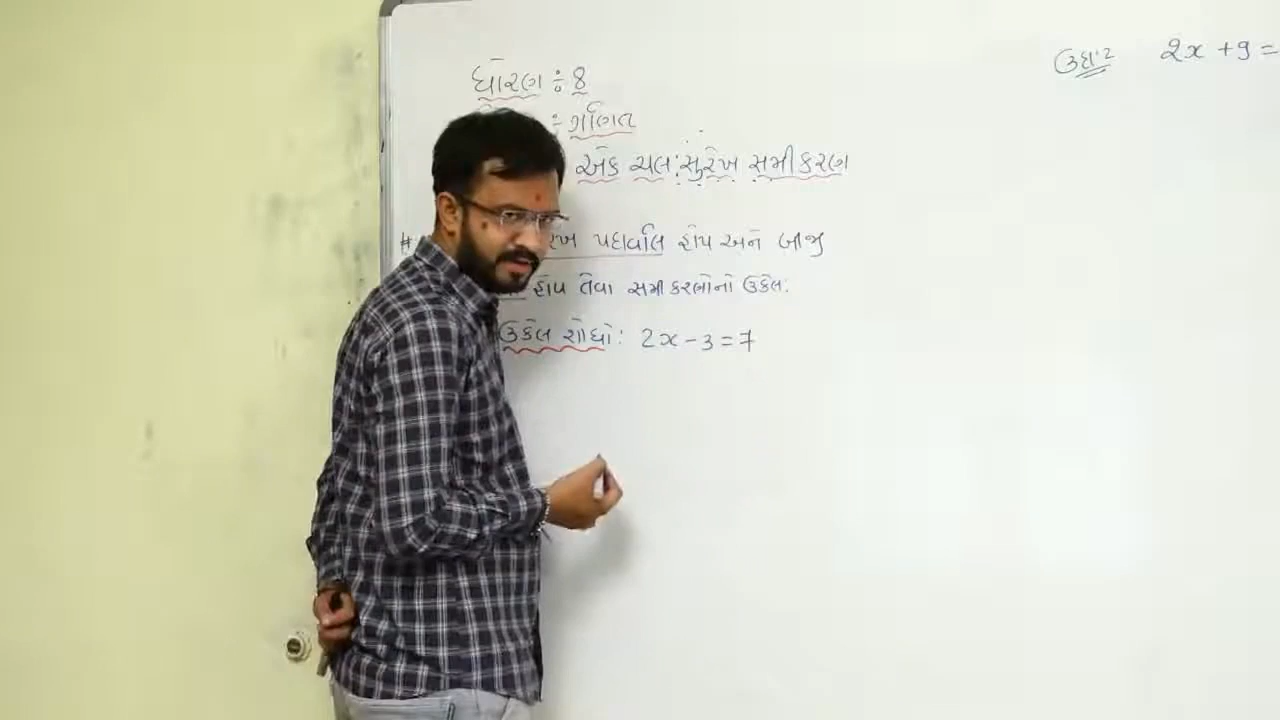 ધોરણ ÷ 8
÷ ગણિત
એક ચલ સુરેખ સમીકરણ
# રેખ પદાવલિ હોય અને બીજી
હોય તેવા સમીકરણોનો ઉકેલ:
ઉકેલ શોધો: 2x - 3 = 7
ઉદા:2 2x + 9 =